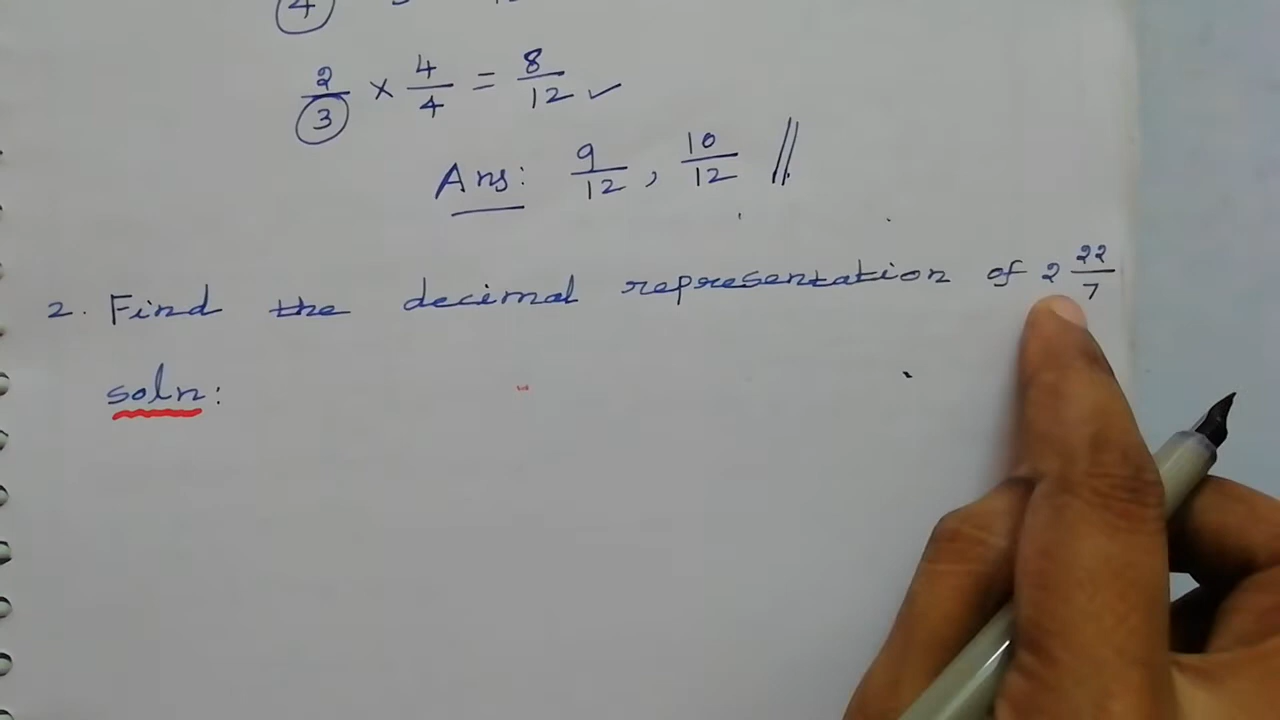 4
2/3 × 4/4 = 8/12 ✓
Ans: 9/12, 10/12 //
2. Find the decimal representation of 2 22/7
soln: